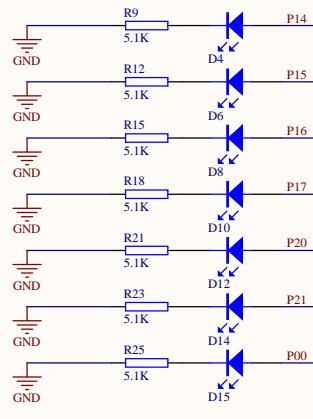 R9 P14
5.1K
GND D4
R12 P15
5.1K
GND D6
R15 P16
5.1K
GND D8
R18 P17
5.1K
GND D10
R21 P20
5.1K
GND D12
R23 P21
5.1K
GND D14
R25 P00
5.1K
GND D15